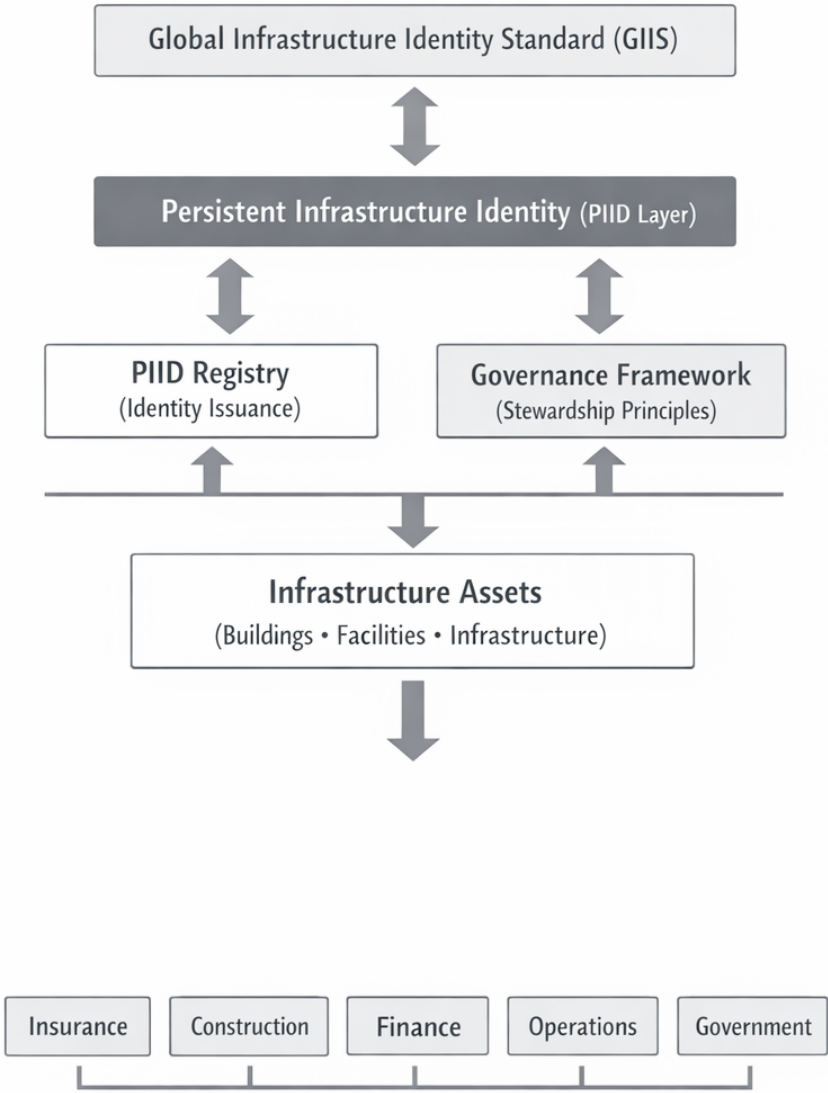 Global Infrastructure Identity Standard (GIIS)
Persistent Infrastructure Identity (PIID Layer)
PIID Registry
(Identity Issuance)
Governance Framework
(Stewardship Principles)
Infrastructure Assets
(Buildings • Facilities • Infrastructure)
Insurance
Construction
Finance
Operations
Government